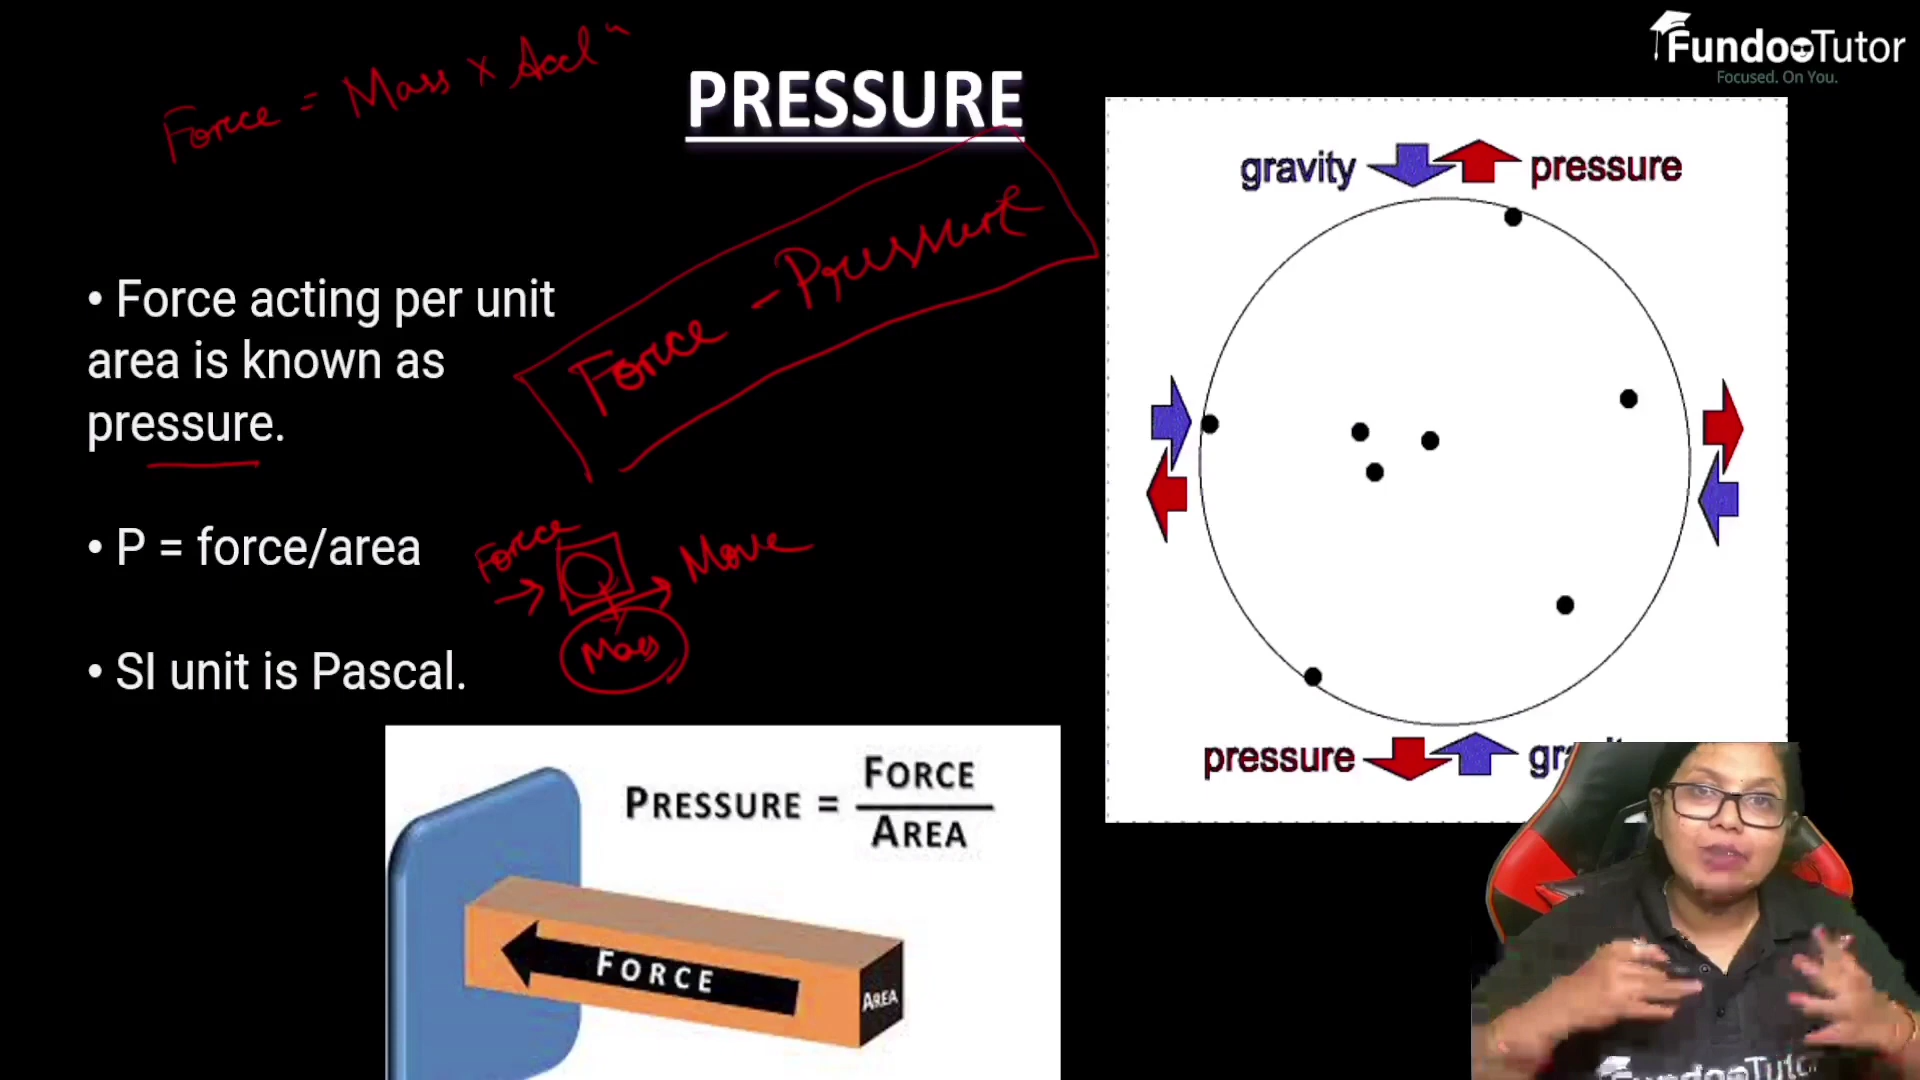 Force = Mass × Accl n
PRESSURE
FundooTutor
Focused. On You.
gravity pressure
Force - Pressure
• Force acting per unit
area is known as
pressure.
• P = force/area
Force
Move
Mass
• SI unit is Pascal.
pressure
PRESSURE = FORCE
AREA
FORCE
AREA
FundooTutor